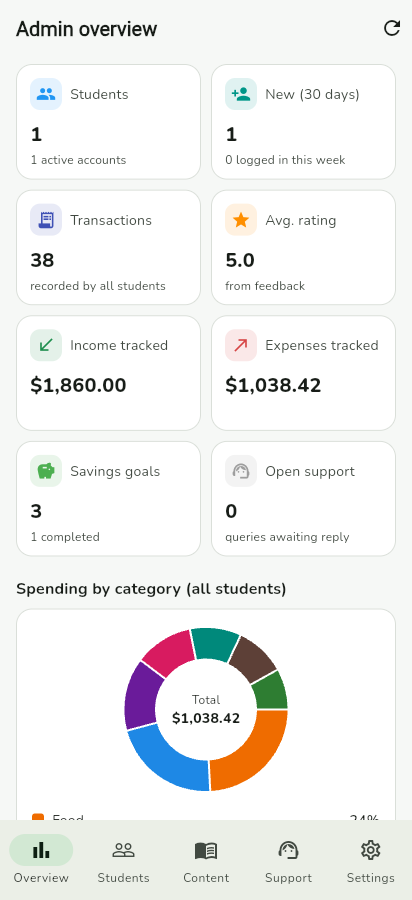 Admin overview
Students
1
1 active accounts
New (30 days)
1
0 logged in this week
Transactions
38
recorded by all students
Avg. rating
5.0
from feedback
Income tracked
$1,860.00
Expenses tracked
$1,038.42
Savings goals
3
1 completed
Open support
0
queries awaiting reply
Spending by category (all students)
Total
$1,038.42
Food 24%
Overview
Students
Content
Support
Settings